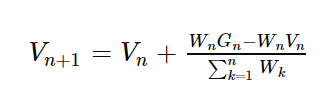 $V_{n+1} = V_n + \frac{W_n G_n - W_n V_n}{\sum_{k=1}^{n} W_k}$